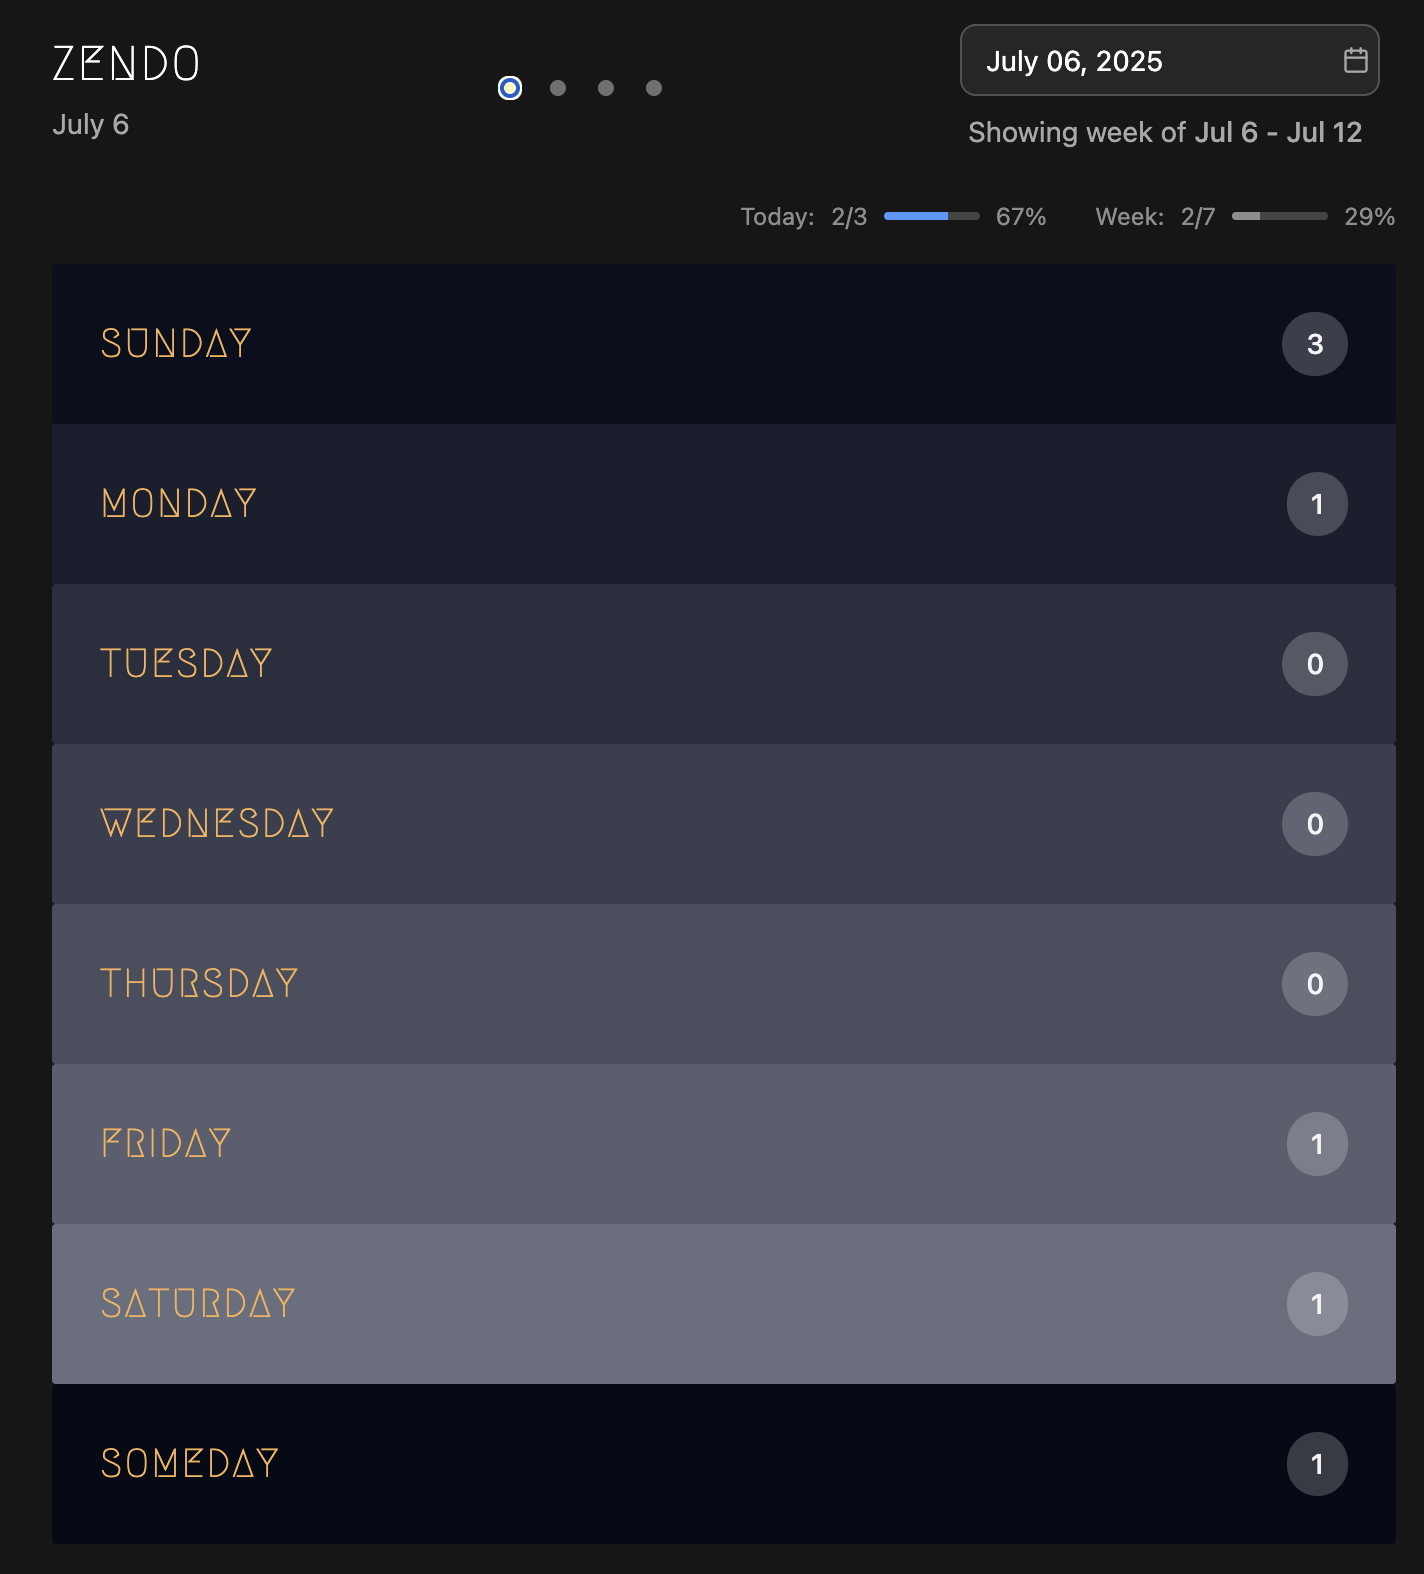 ZENDO
July 6
July 06, 2025
Showing week of Jul 6 - Jul 12
Today: 2/3 67% Week: 2/7 29%
SUNDAY 3
MONDAY 1
TUESDAY 0
WEDNESDAY 0
THURSDAY 0
FRIDAY 1
SATURDAY 1
SOMEDAY 1